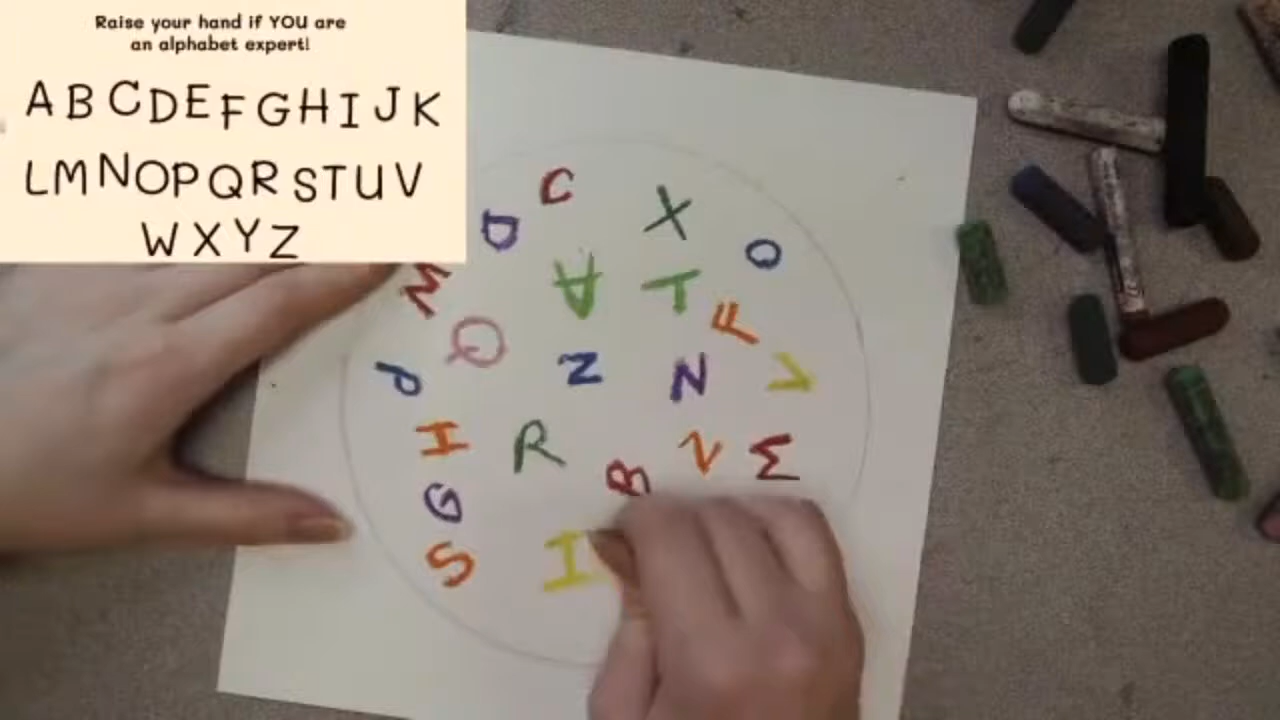 Raise your hand if YOU are
an alphabet expert!
A B C D E F G H I J K
L M N O P Q R S T U V
W X Y Z
C X
D O
A T
M F
Q
P Z N V
H R Z M
B
G
S I